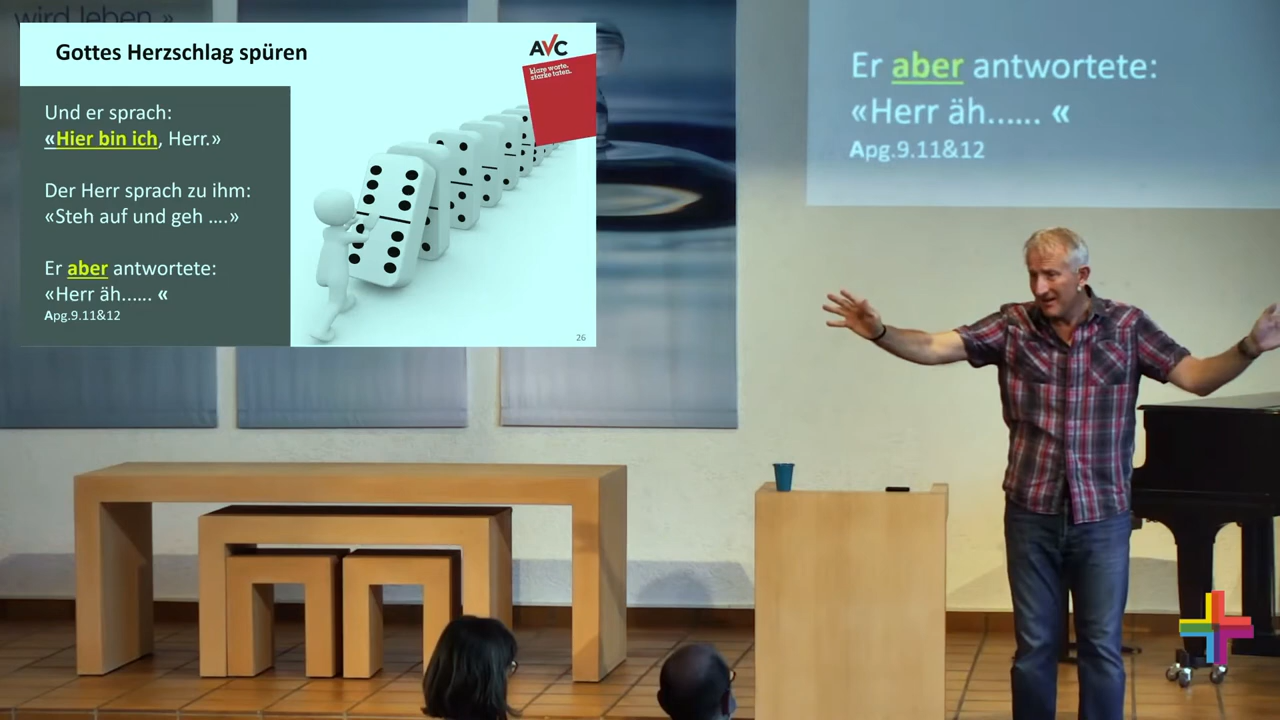 wird leben.»
Gottes Herzschlag spüren
AVC
klare worte.
starke taten.
Und er sprach:
«Hier bin ich, Herr.»
Der Herr sprach zu ihm:
«Steh auf und geh ....»
Er aber antwortete:
«Herr äh...... «
Apg.9.11&12
26
Er aber antwortete:
«Herr äh...... «
Apg.9.11&12